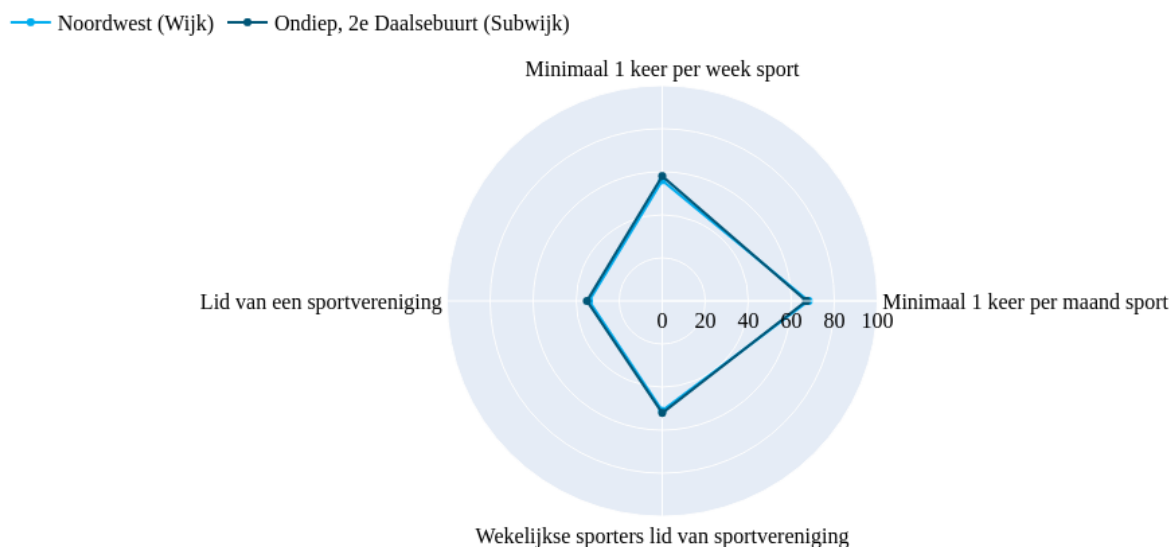 Noordwest (Wijk) Ondiep, 2e Daalsebuurt (Subwijk)
Minimaal 1 keer per week sport
Lid van een sportvereniging
Minimaal 1 keer per maand sport
0 20 40 60 80 100
Wekelijkse sporters lid van sportvereniging